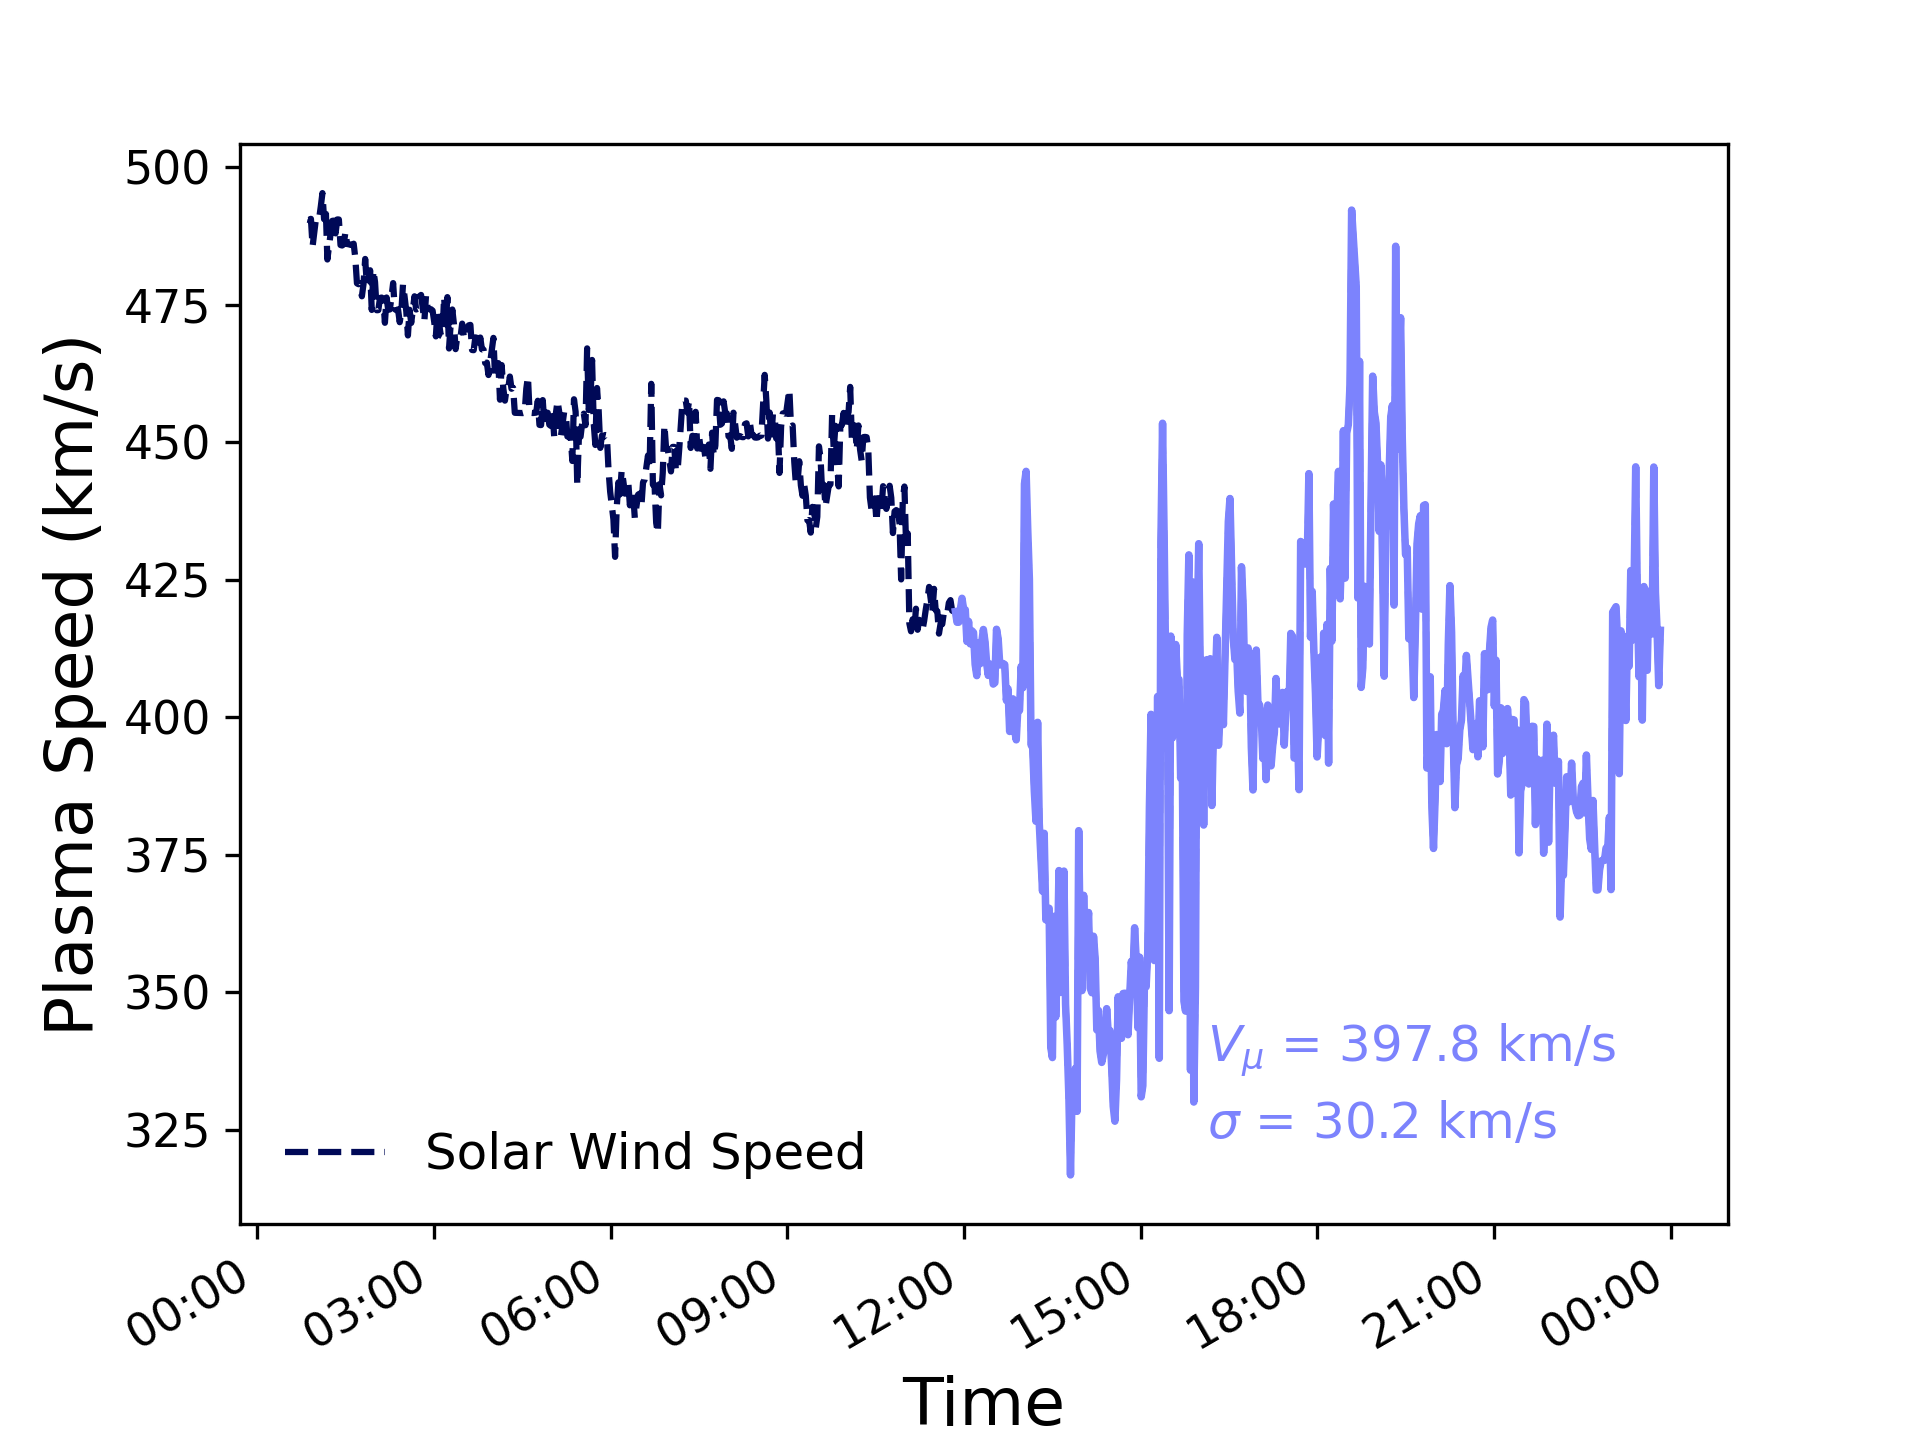 500
475
450
425
400
375
350
325
Plasma Speed (km/s)
V_μ = 397.8 km/s
σ = 30.2 km/s
Solar Wind Speed
00:00 03:00 06:00 09:00 12:00 15:00 18:00 21:00 00:00
Time